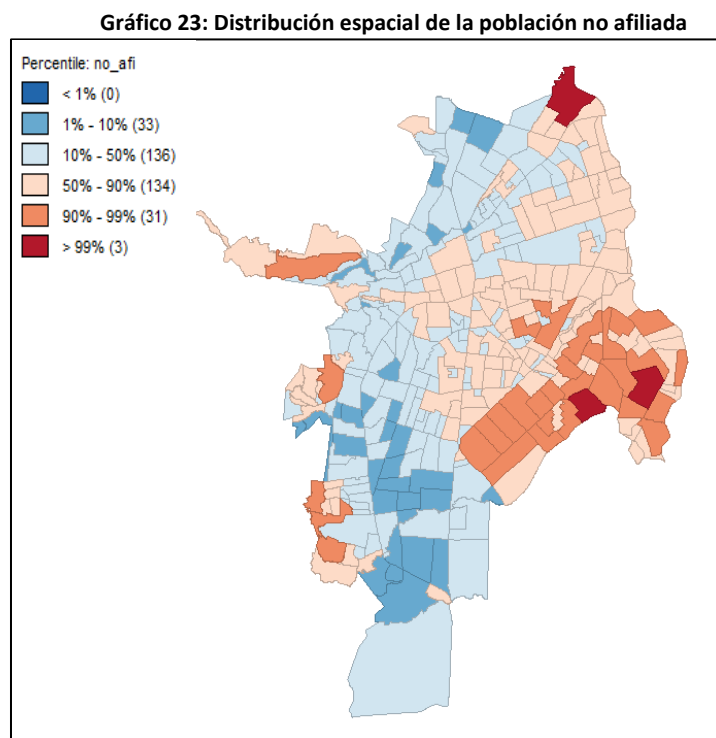 Gráfico 23: Distribución espacial de la población no afiliada
Percentile: no_afi
< 1% (0)
1% - 10% (33)
10% - 50% (136)
50% - 90% (134)
90% - 99% (31)
> 99% (3)